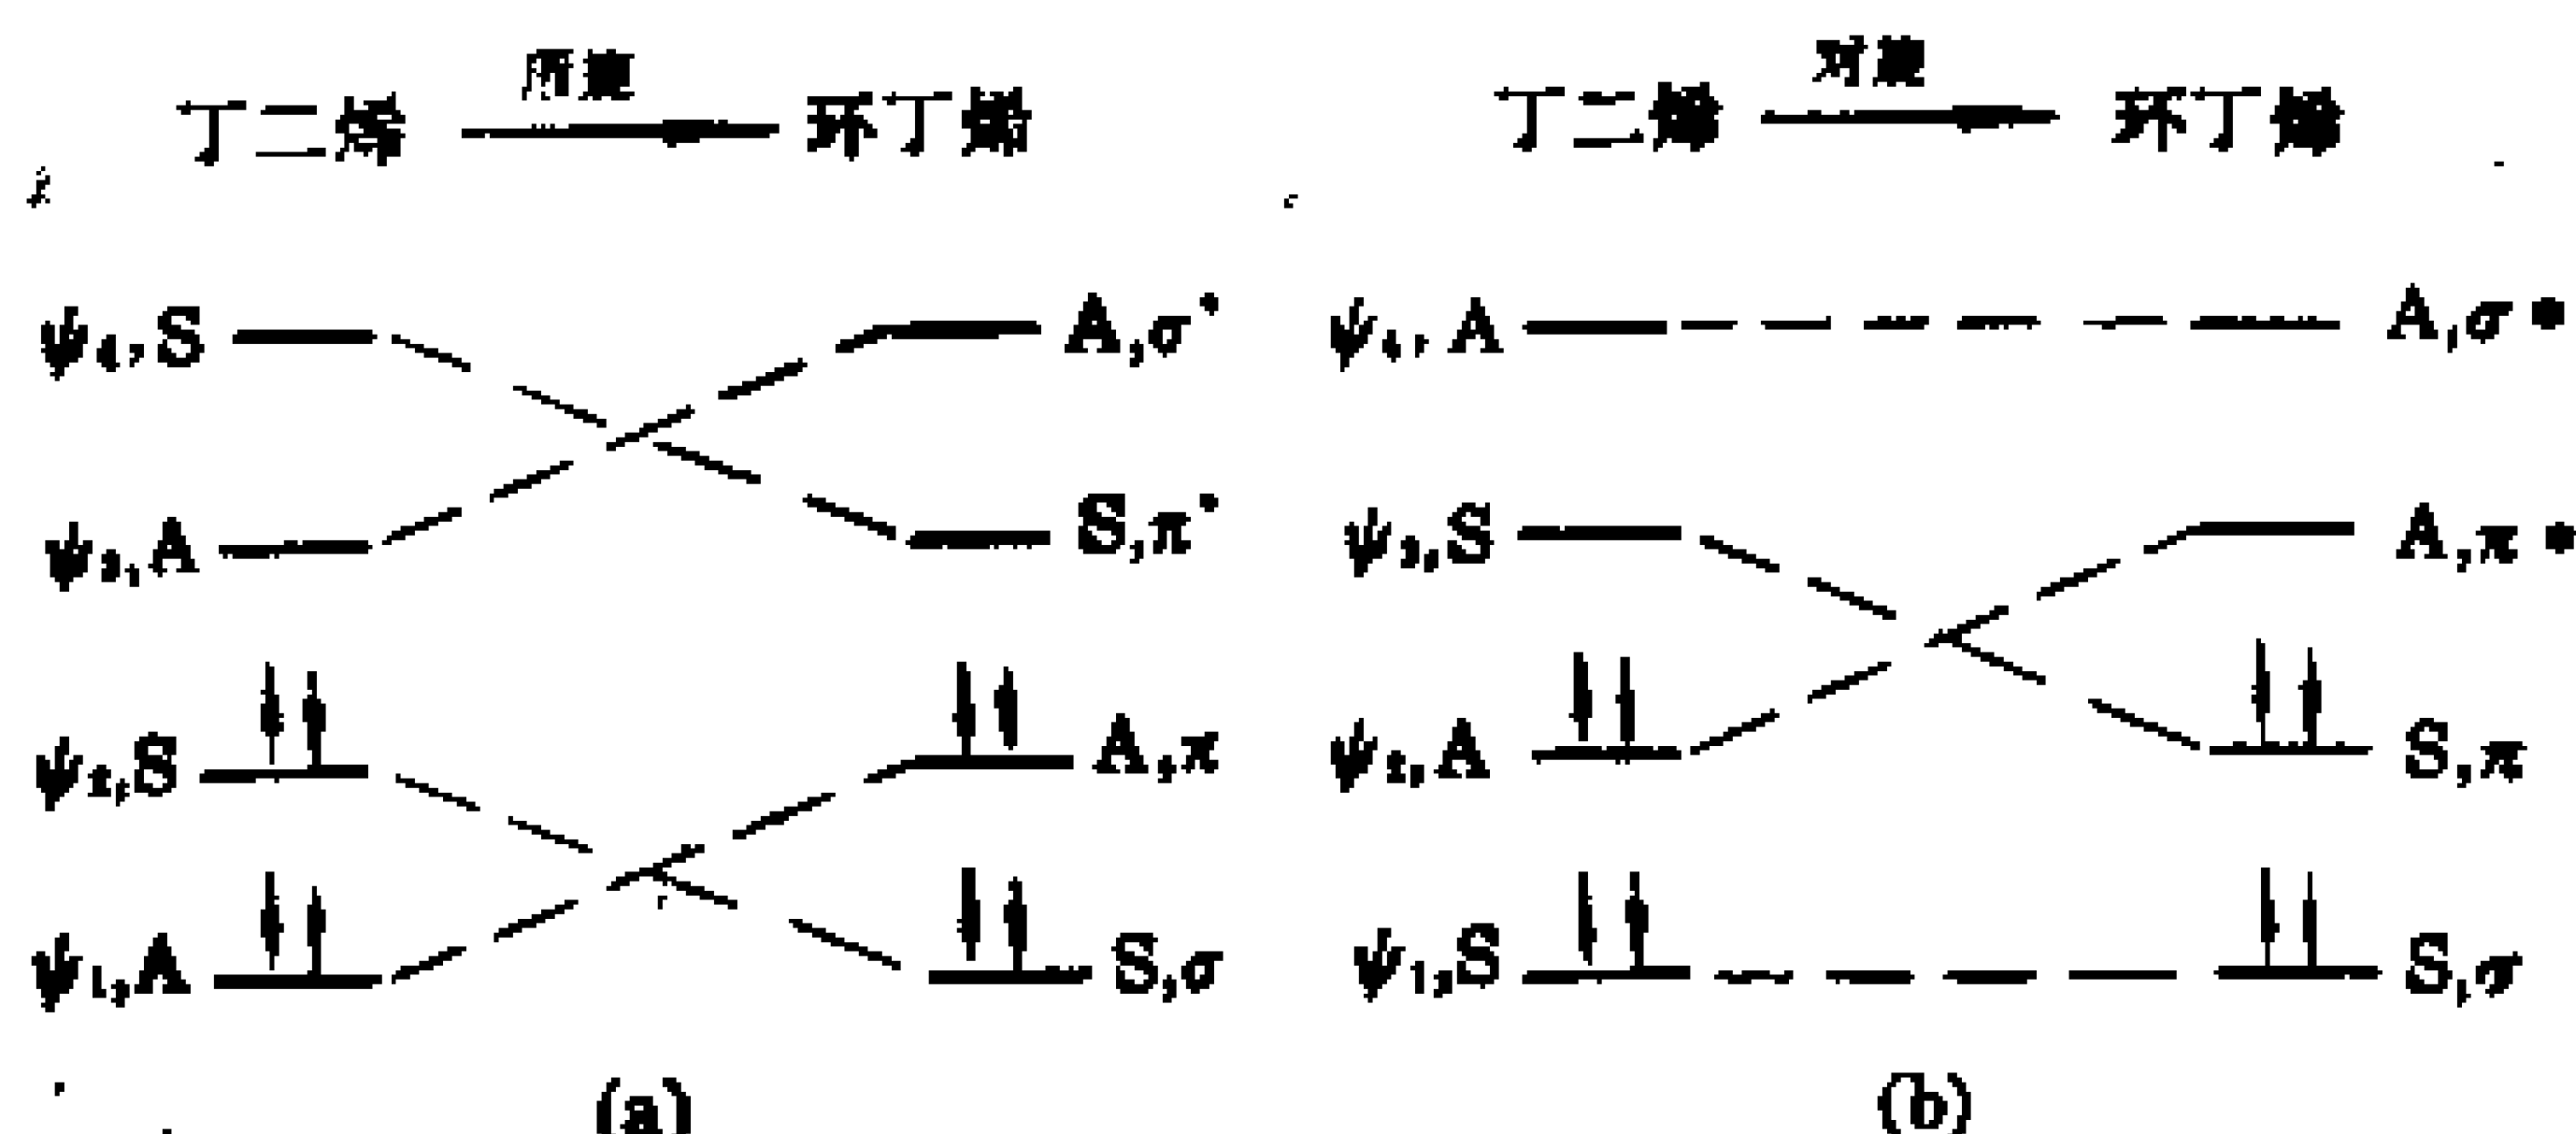 丁二烯 顺旋 环丁烯
丁二烯 对旋 环丁烯
ψ₄,S
A,σ*
ψ₃,A
S,π*
ψ₂,S
A,π
ψ₁,A
S,σ
(a)
ψ₄,A
A,σ*
ψ₃,S
A,π*
ψ₂,A
S,π
ψ₁,S
S,σ
(b)